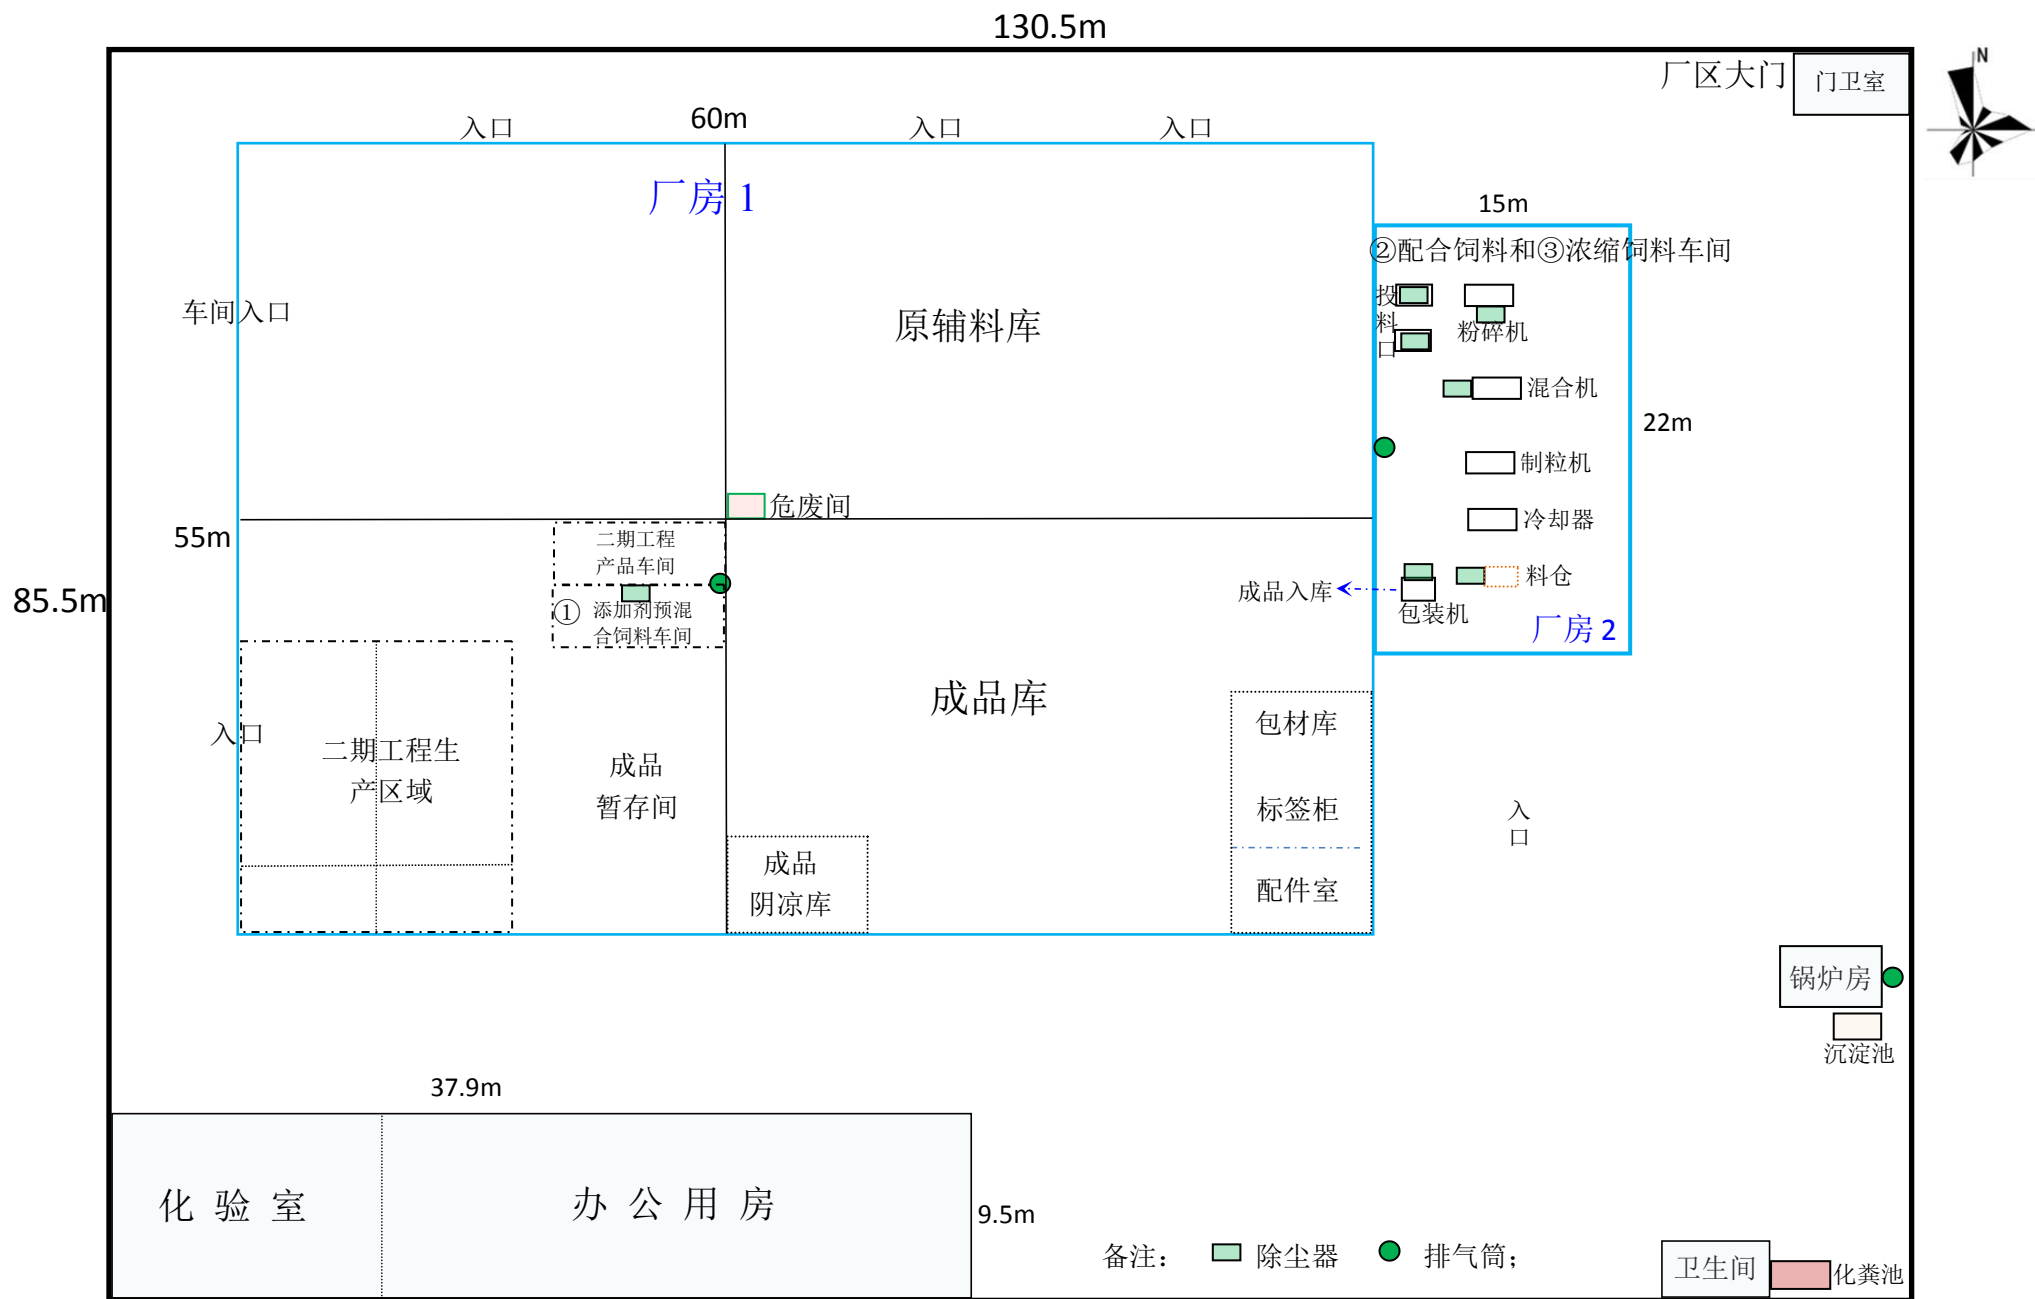 130.5m
厂区大门
门卫室
N
入口
60m
入口
入口
厂房 1
15m
②配合饲料和③浓缩饲料车间
车间入口
原辅料库
投料口
粉碎机
混合机
22m
制粒机
危废间
冷却器
55m
二期工程
产品车间
85.5m
①
添加剂预混
合饲料车间
成品入库
料仓
包装机
厂房 2
成品库
包材库
入口
二期工程生
产区域
成品
暂存间
标签柜
入口
成品
阴凉库
配件室
锅炉房
沉淀池
37.9m
化验室
办公用房
9.5m
备注：
除尘器
排气筒；
卫生间
化粪池